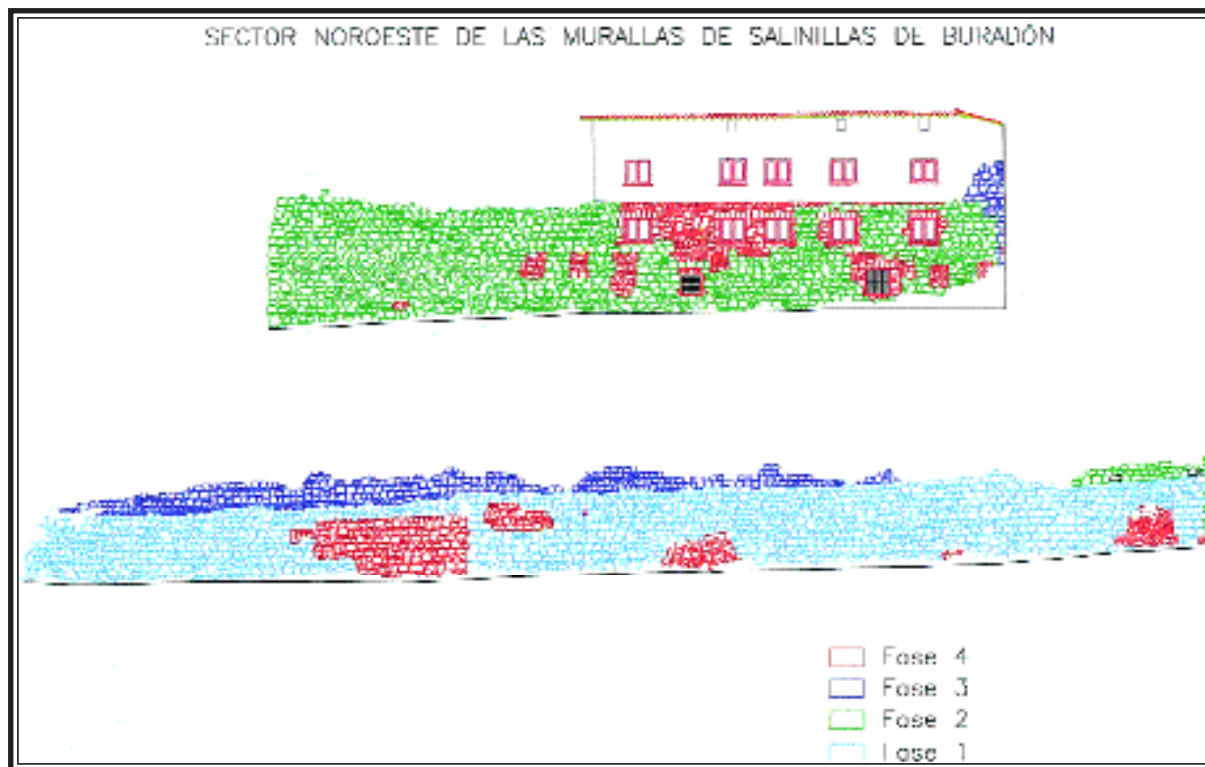 SECTOR NOROESTE DE LAS MURALLAS DE SALINILLAS DE BURADÓN
Fase 4
Fase 3
Fase 2
Fase 1